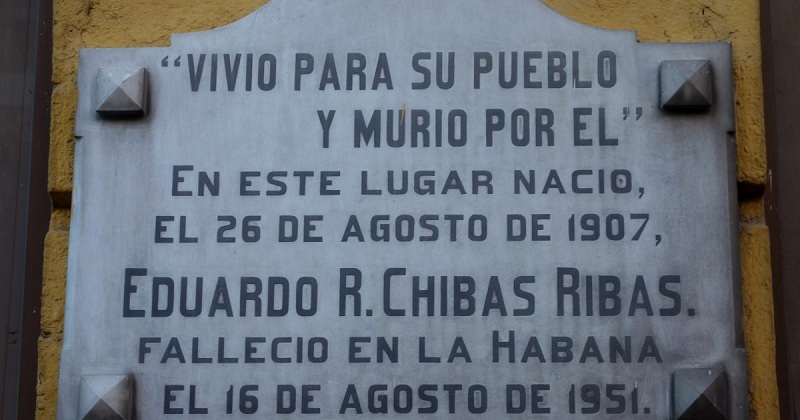 “VIVIO PARA SU PUEBLO
Y MURIO POR EL”
EN ESTE LUGAR NACIO,
EL 26 DE AGOSTO DE 1907,
EDUARDO R. CHIBAS RIBAS.
FALLECIO EN LA HABANA
EL 16 DE AGOSTO DE 1951.